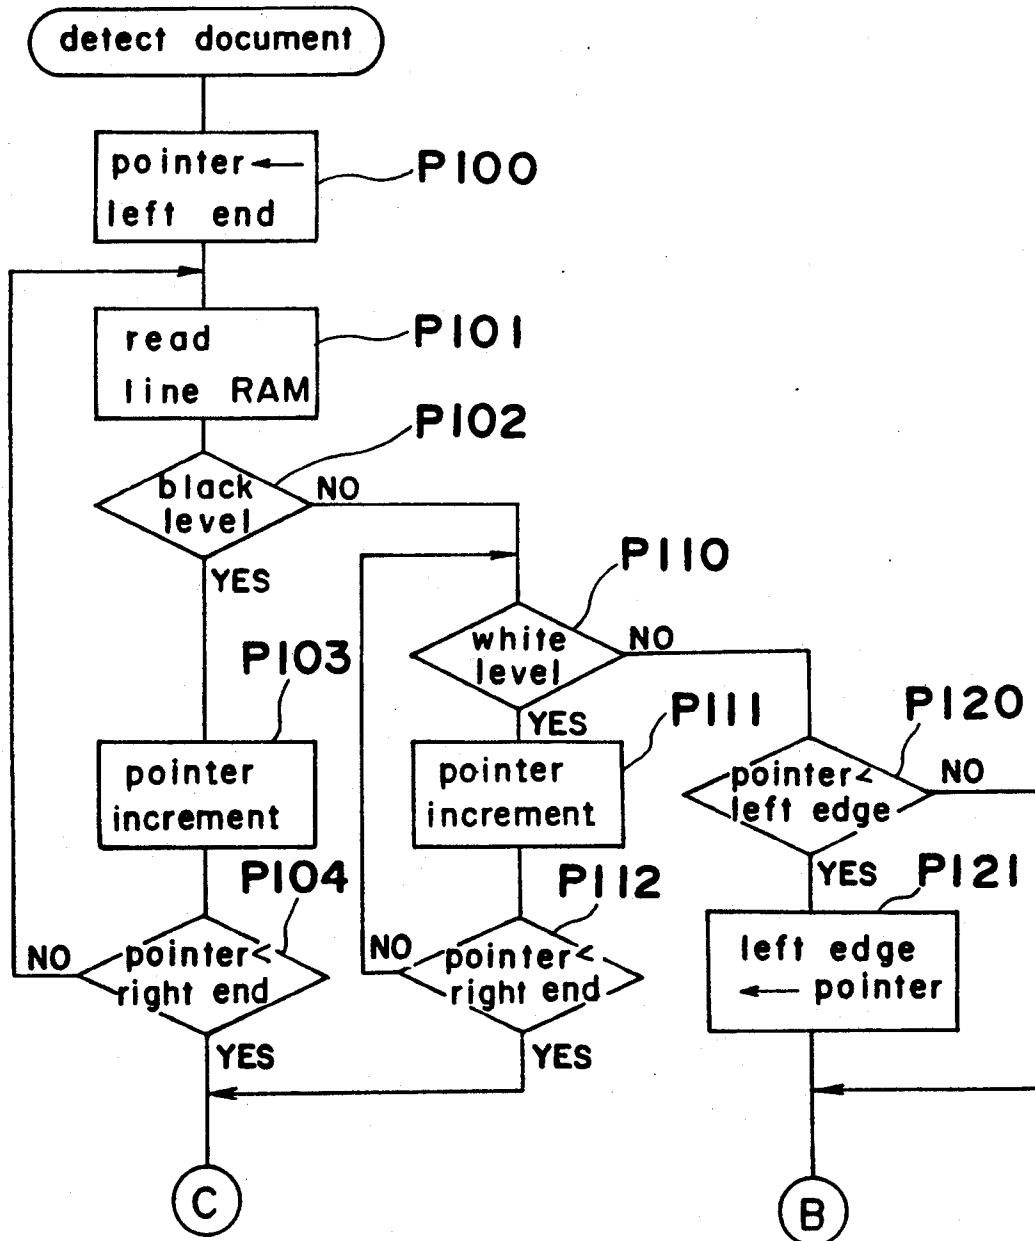 detect document
pointer ←
left end
P100
read
line RAM
P101
black
level
P102
NO
YES
white
level
P110
NO
YES
pointer
increment
P103
pointer
increment
P111
pointer<
left edge
P120
NO
YES
pointer<
right end
P104
NO
YES
pointer<
right end
P112
NO
YES
left edge
← pointer
P121
C
B